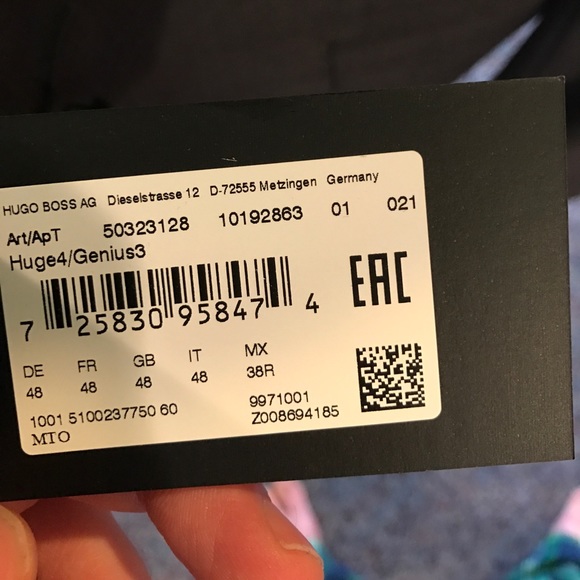 HUGO BOSS AG Dieselstrasse 12 D-72555 Metzingen Germany
Art/ApT 50323128 10192863 01 021
Huge4/Genius3
EAC
7 25830 95847 4
DE FR GB IT MX
48 48 48 48 38R
1001 5100237750 60 9971001
MTO Z008694185